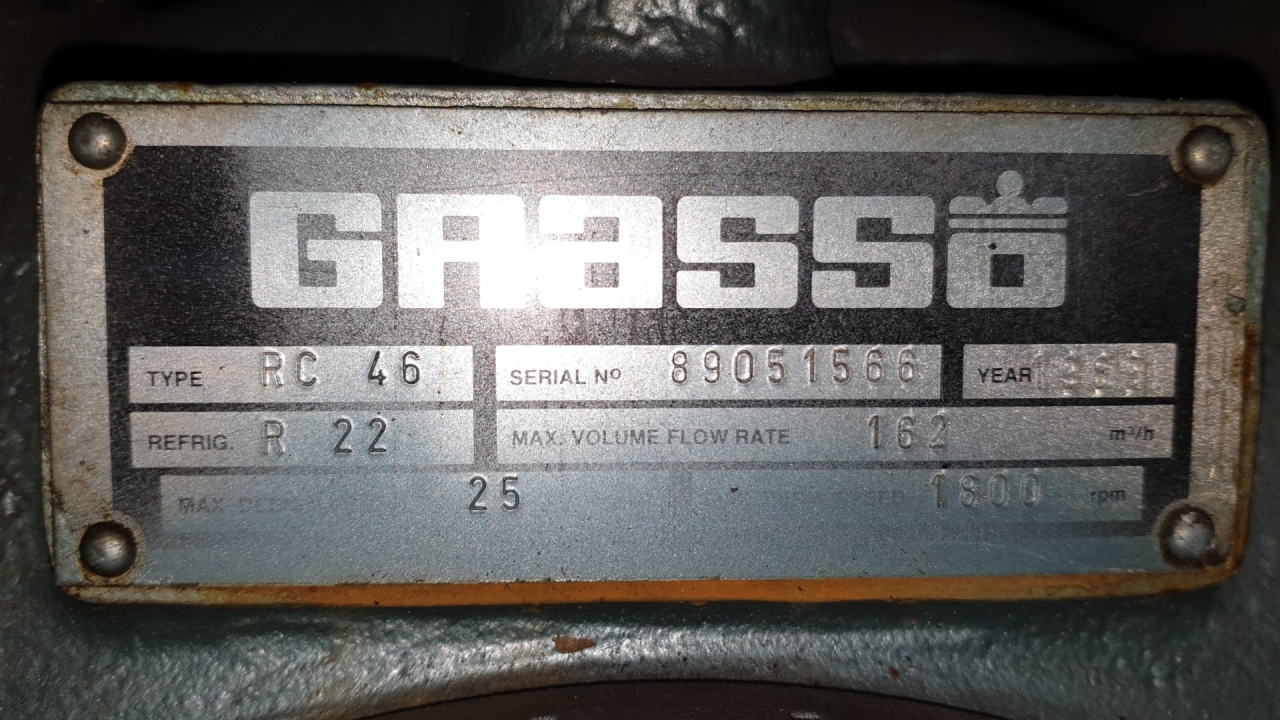 GRasso
TYPE RC 46 SERIAL Nº 89051566 YEAR
REFRIG. R 22 MAX. VOLUME FLOW RATE 162 m³/h
MAX. 25 1800 rpm